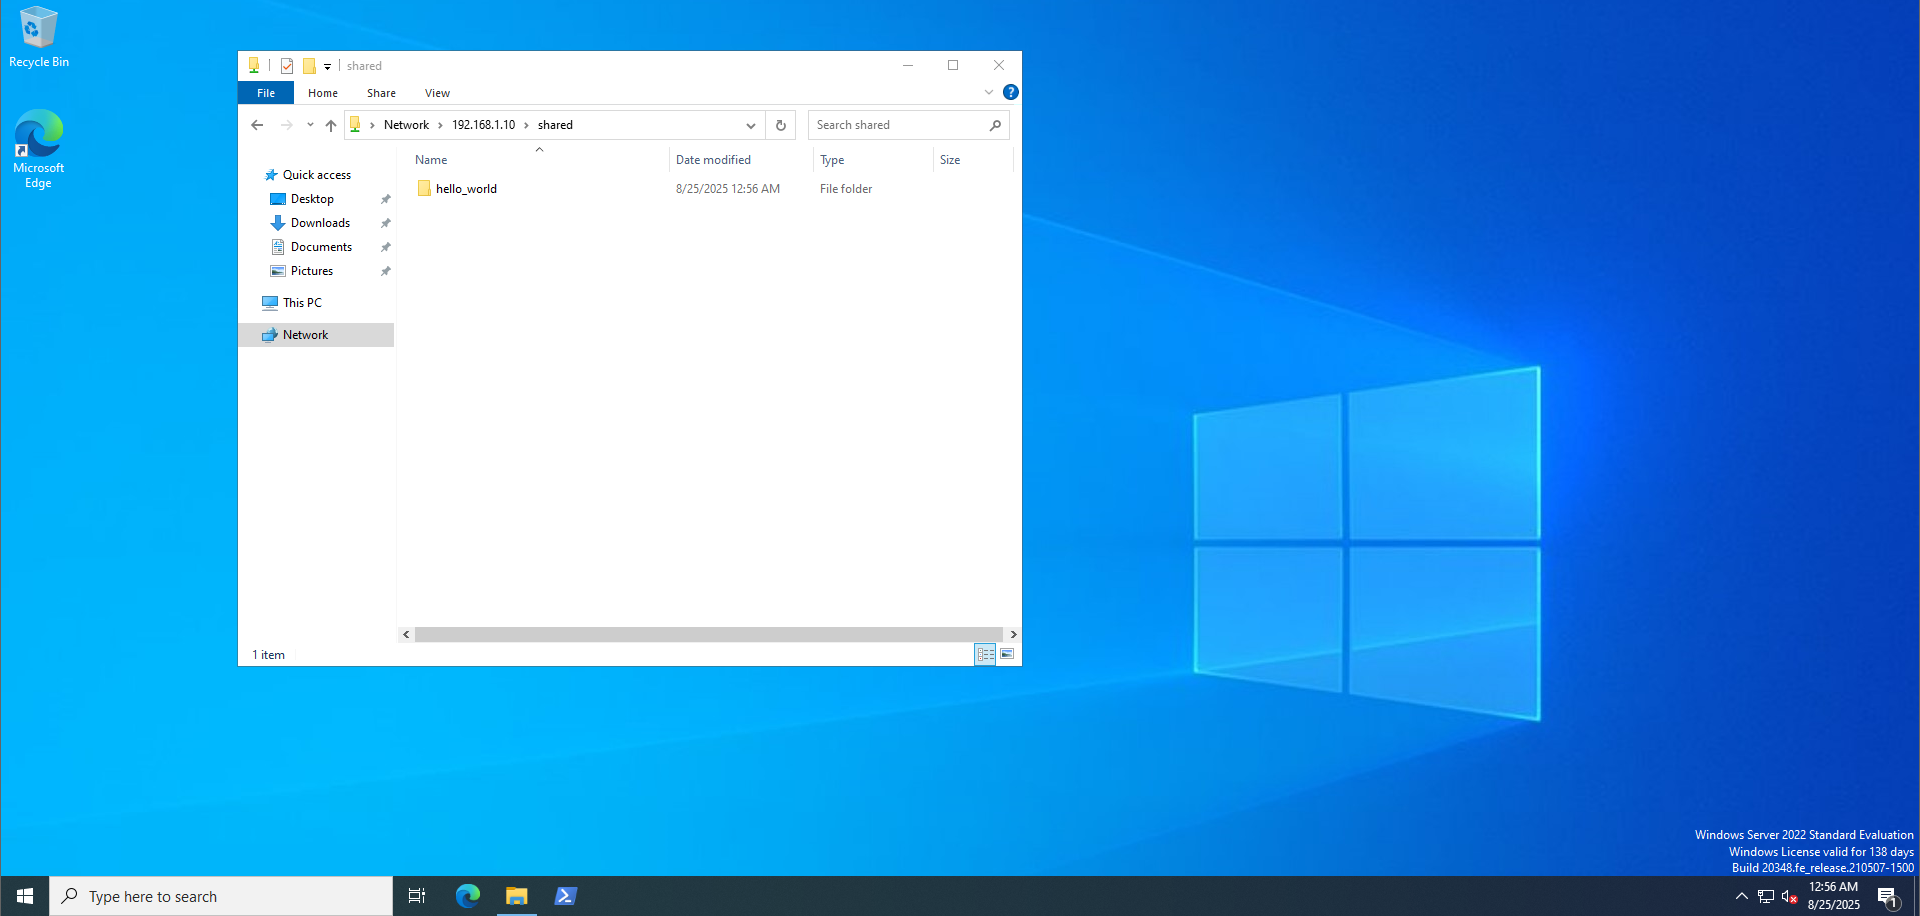 Recycle Bin
Microsoft
Edge
shared
File
Home
Share
View
?
Network
192.168.1.10
shared
Search shared
Name
Date modified
Type
Size
Quick access
Desktop
Downloads
Documents
Pictures
This PC
Network
hello_world
8/25/2025 12:56 AM
File folder
1 item
Windows Server 2022 Standard Evaluation
Windows License valid for 138 days
Build 20348.fe_release.210507-1500
Type here to search
12:56 AM
8/25/2025
1